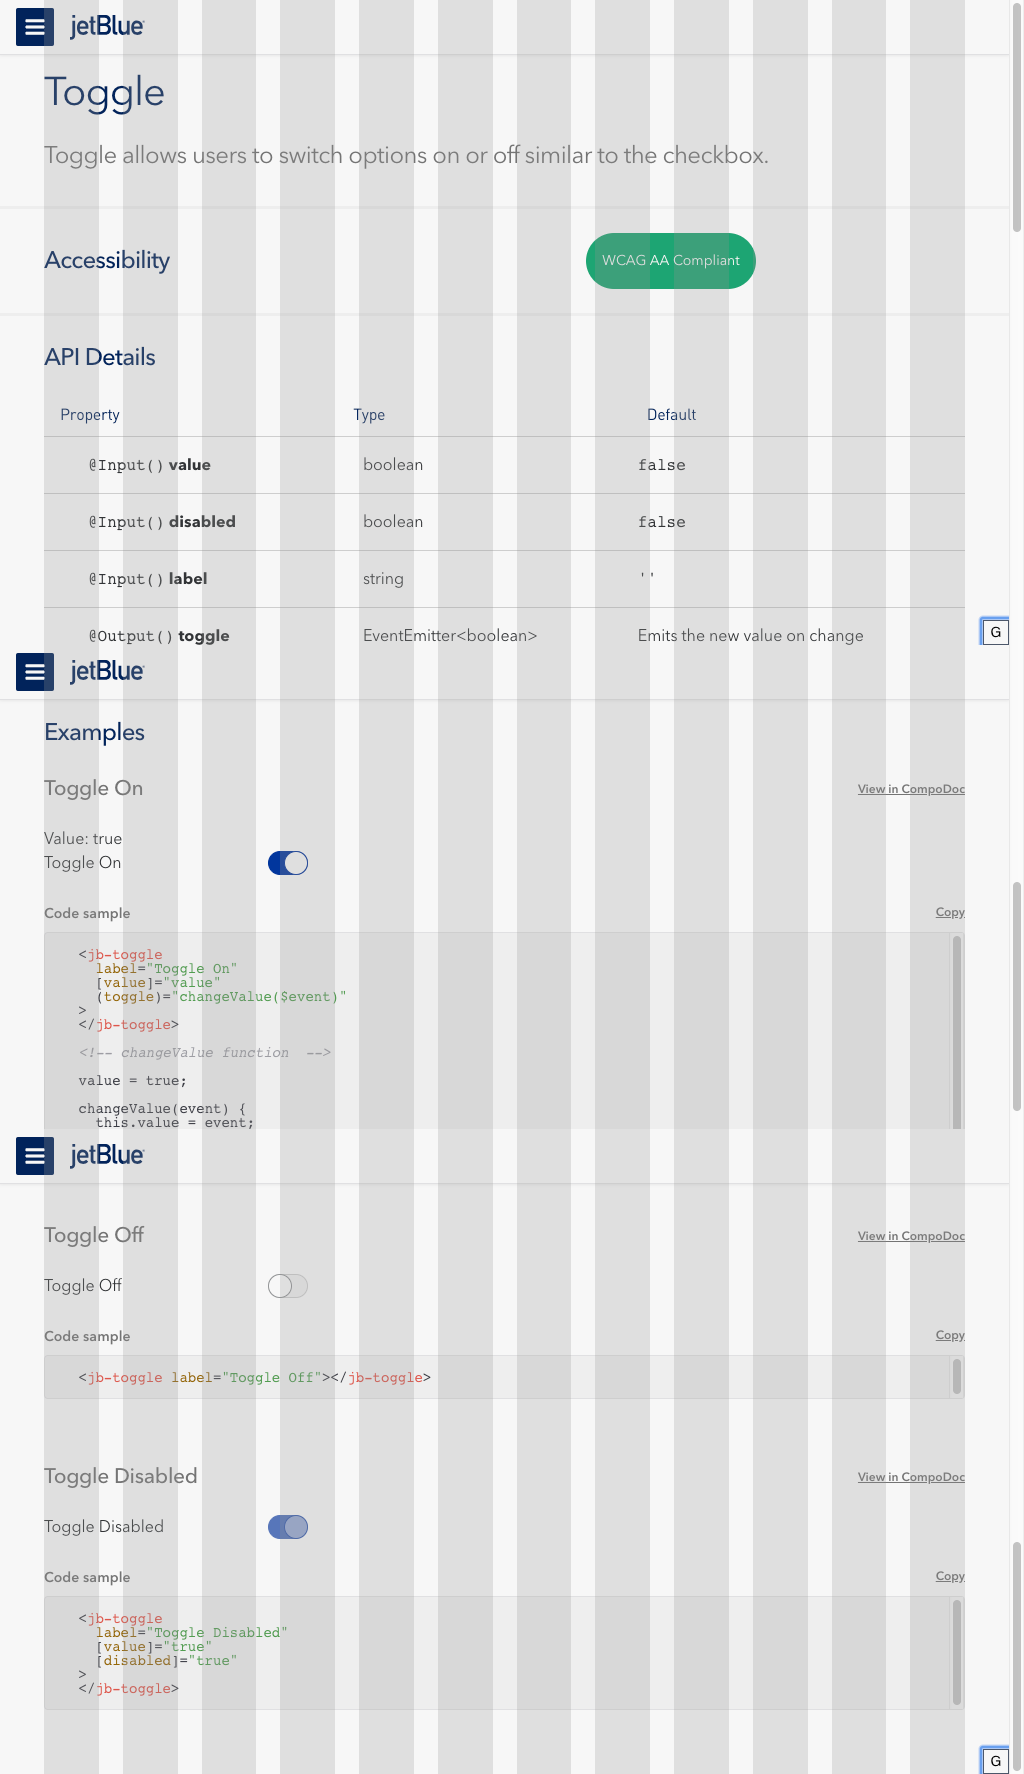 jetBlue
Toggle
Toggle allows users to switch options on or off similar to the checkbox.
Accessibility
WCAG AA Compliant
API Details
Property Type Default
@Input() value boolean false
@Input() disabled boolean false
@Input() label string ''
@Output() toggle EventEmitter<boolean> Emits the new value on change
G
jetBlue
Examples
Toggle On View in CompoDoc
Value: true
Toggle On
Code sample Copy
<jb-toggle
label="Toggle On"
[value]="value"
(toggle)="changeValue($event)"
>
</jb-toggle>
<!-- changeValue function -->
value = true;
changeValue(event) {
this.value = event;
jetBlue
Toggle Off View in CompoDoc
Toggle Off
Code sample Copy
<jb-toggle label="Toggle Off"></jb-toggle>
Toggle Disabled View in CompoDoc
Toggle Disabled
Code sample Copy
<jb-toggle
label="Toggle Disabled"
[value]="true"
[disabled]="true"
>
</jb-toggle>
G